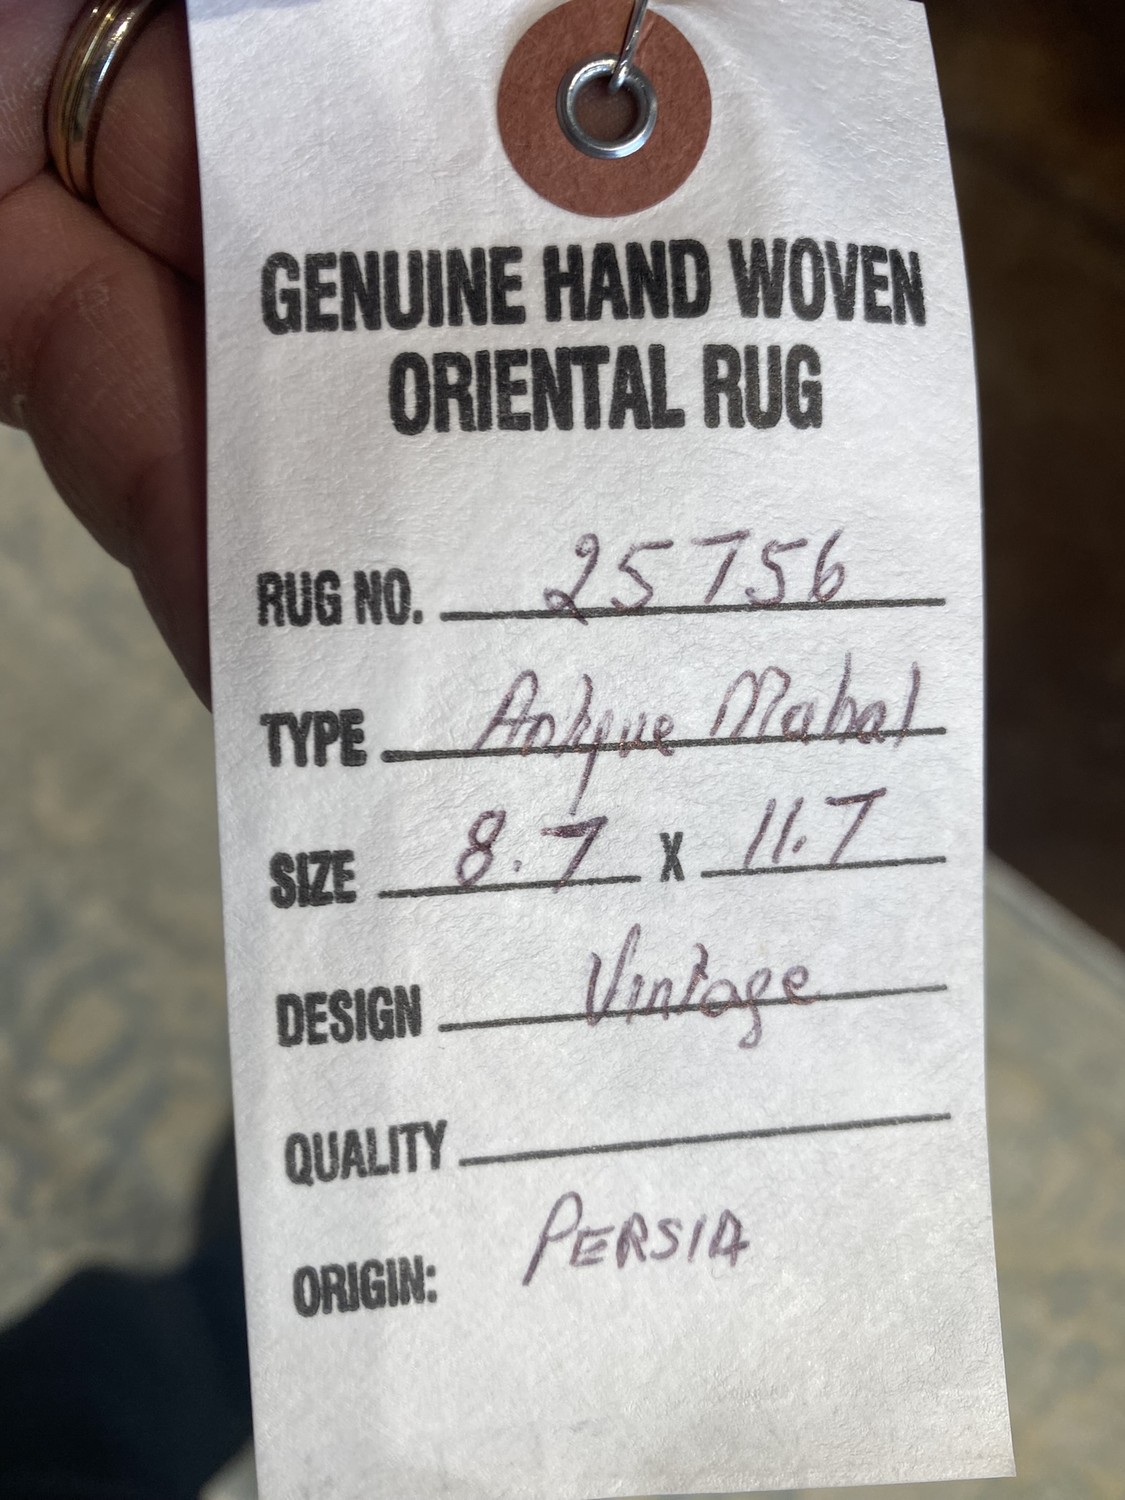 GENUINE HAND WOVEN
ORIENTAL RUG
RUG NO. 25756
TYPE Antique Mahal
SIZE 8.7 X 11.7
DESIGN Vintage
QUALITY
ORIGIN: PERSIA